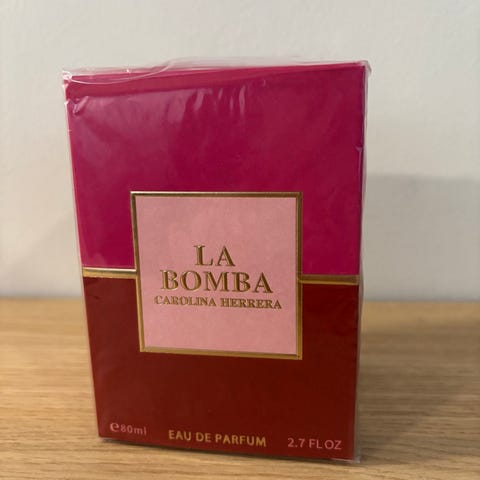 LA
BOMBA
CAROLINA HERRERA
℮80ml
EAU DE PARFUM
2.7 FL OZ